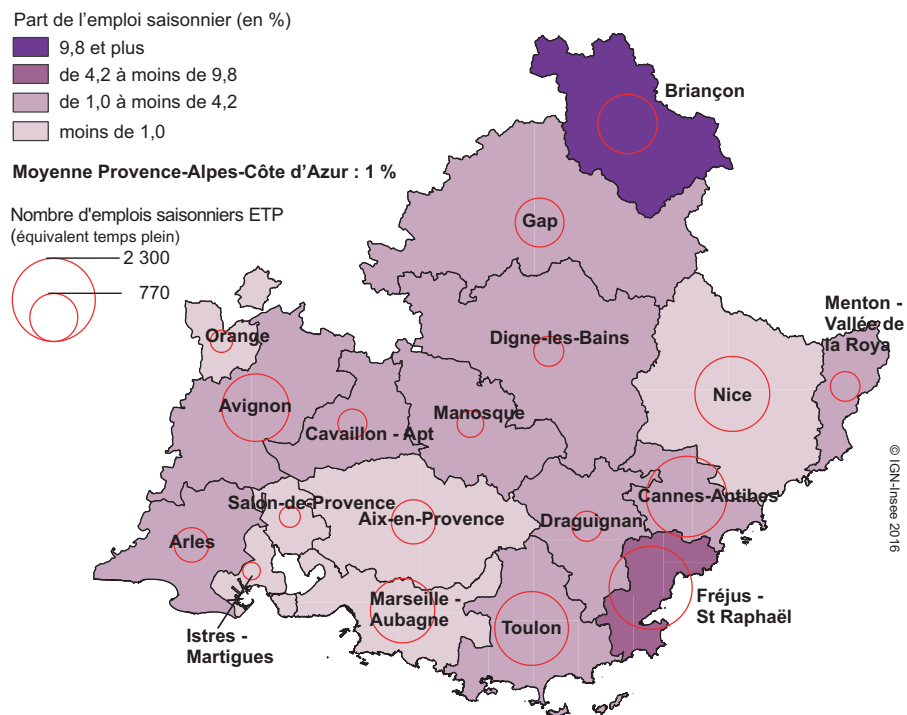 Part de l’emploi saisonnier (en %)
9,8 et plus
de 4,2 à moins de 9,8
de 1,0 à moins de 4,2
moins de 1,0
Moyenne Provence-Alpes-Côte d’Azur : 1 %
Nombre d'emplois saisonniers ETP
(équivalent temps plein)
2 300
770
Briançon
Gap
Menton -
Vallée de
la Roya
Orange
Digne-les-Bains
Nice
Avignon
Manosque
Cavaillon - Apt
Cannes-Antibes
Salon-de-Provence
Aix-en-Provence
Draguignan
Arles
Fréjus -
St Raphaël
Marseille -
Aubagne
Toulon
Istres -
Martigues
© IGN-Insee 2016